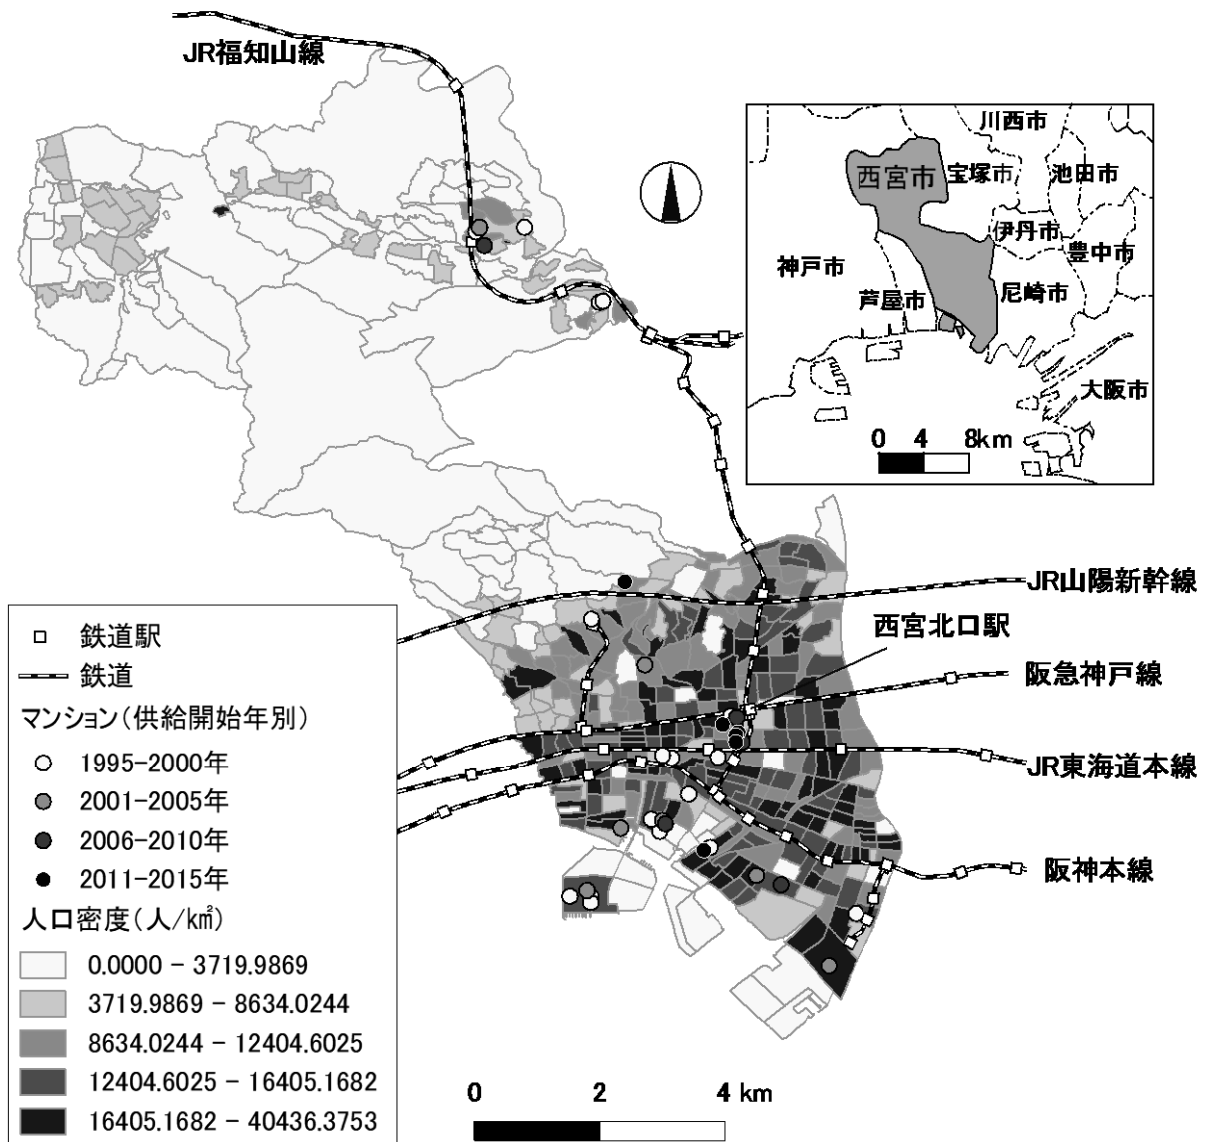 JR福知山線
川西市
西宮市
宝塚市
池田市
伊丹市
豊中市
神戸市
芦屋市
尼崎市
大阪市
0 4 8km
JR山陽新幹線
西宮北口駅
阪急神戸線
JR東海道本線
阪神本線
鉄道駅
鉄道
マンション(供給開始年別)
1995-2000年
2001-2005年
2006-2010年
2011-2015年
人口密度(人/k㎡)
0.0000 - 3719.9869
3719.9869 - 8634.0244
8634.0244 - 12404.6025
12404.6025 - 16405.1682
16405.1682 - 40436.3753
0 2 4 km